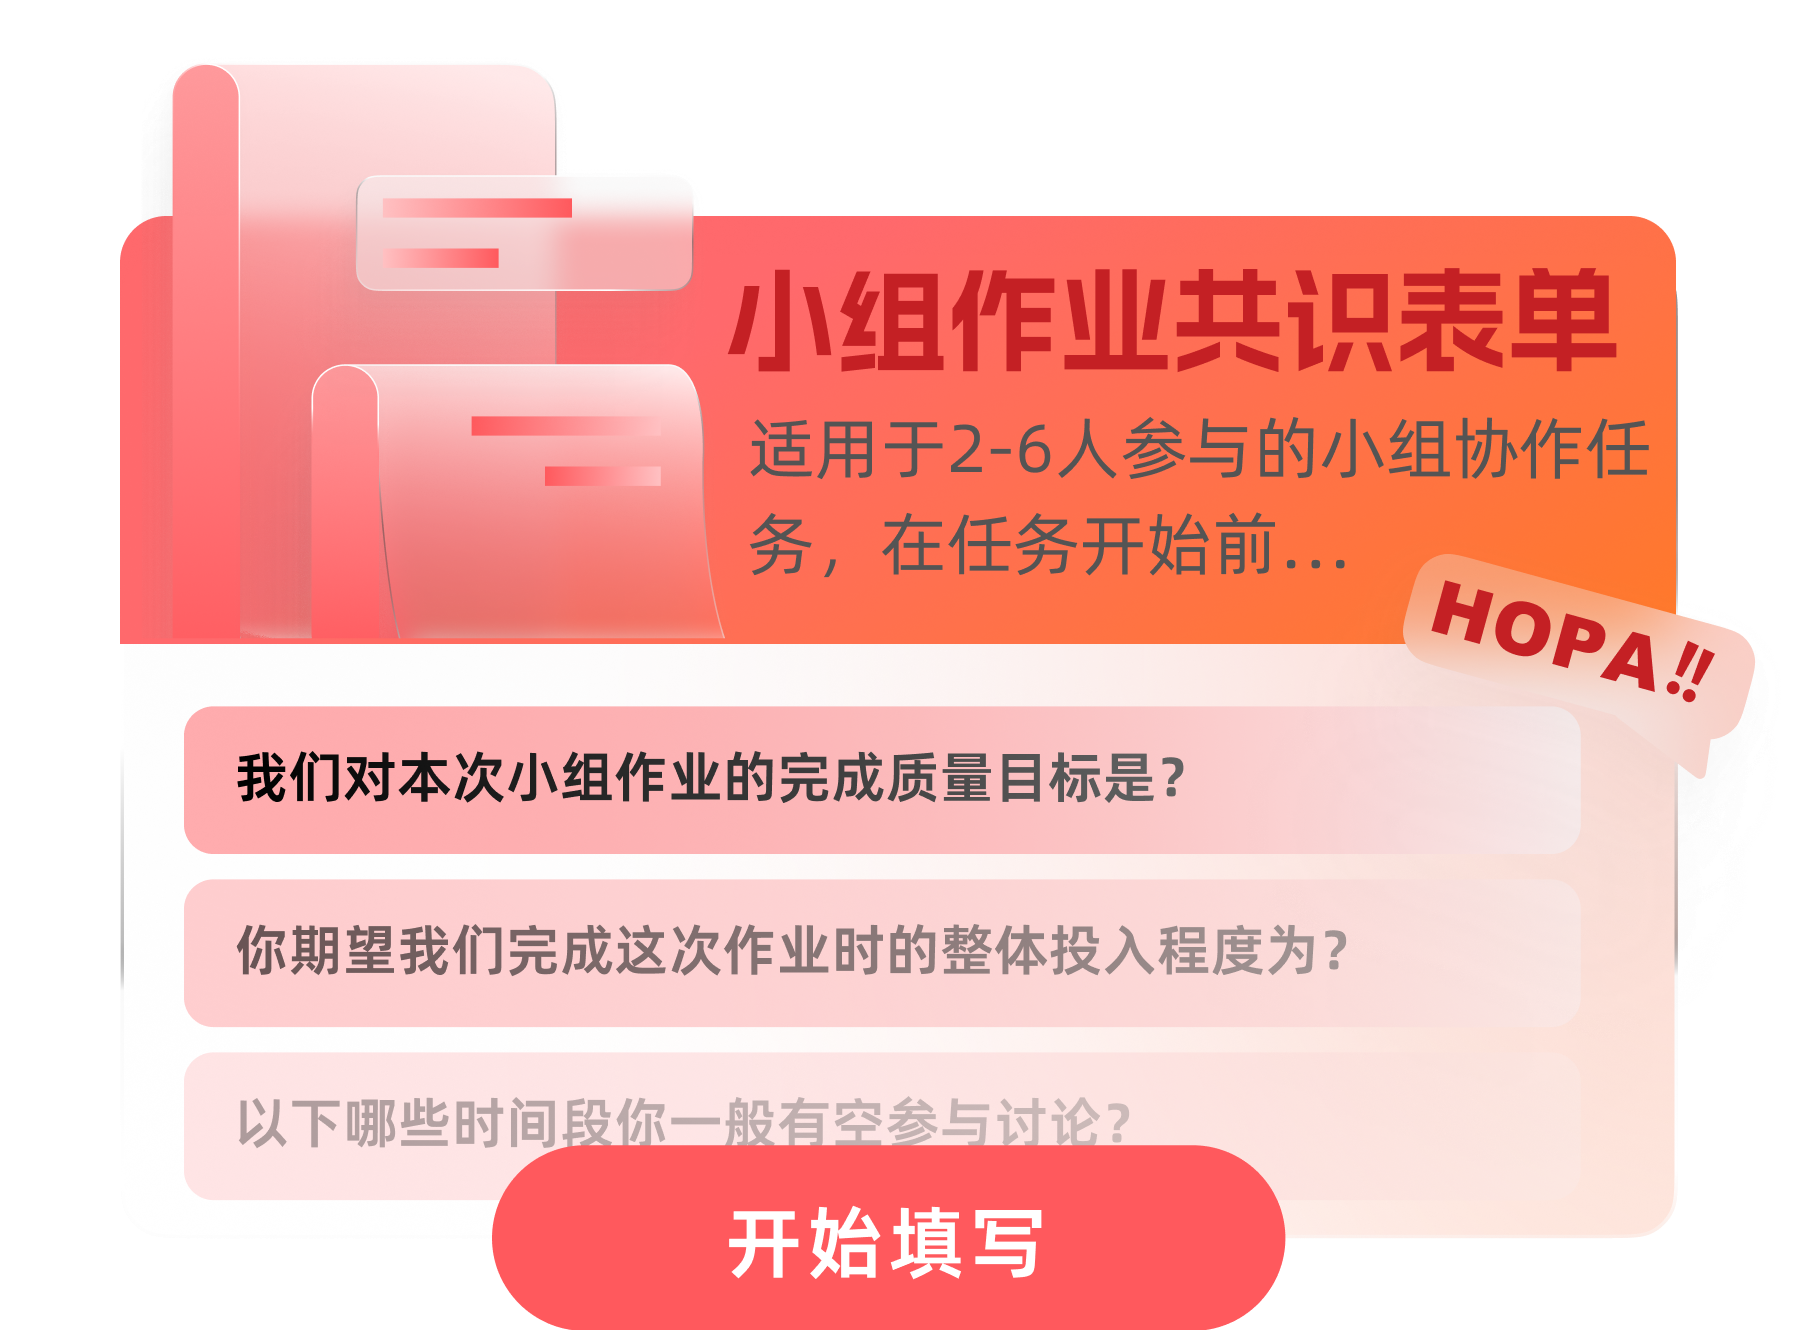 小组作业共识表单
适用于2-6人参与的小组协作任
务，在任务开始前...
HOPA!!
我们对本次小组作业的完成质量目标是?
你期望我们完成这次作业时的整体投入程度为?
以下哪些时间段你一般有空参与讨论?
开始填写